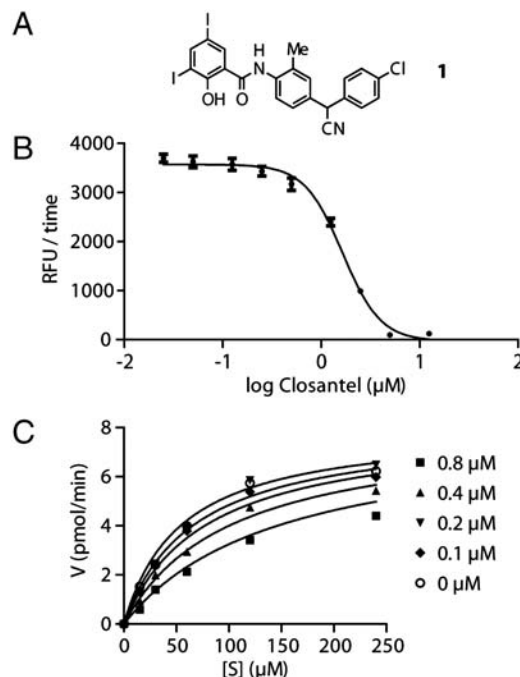 A
I
I
OH
O
H
N
Me
CN
Cl
1
B
RFU / time
4000
3000
2000
1000
0
-2 -1 0 1 2
log Closantel (μM)
C
V (pmol/min)
8
6
4
2
0
0 50 100 150 200 250
[S] (μM)
0.8 μM
0.4 μM
0.2 μM
0.1 μM
0 μM